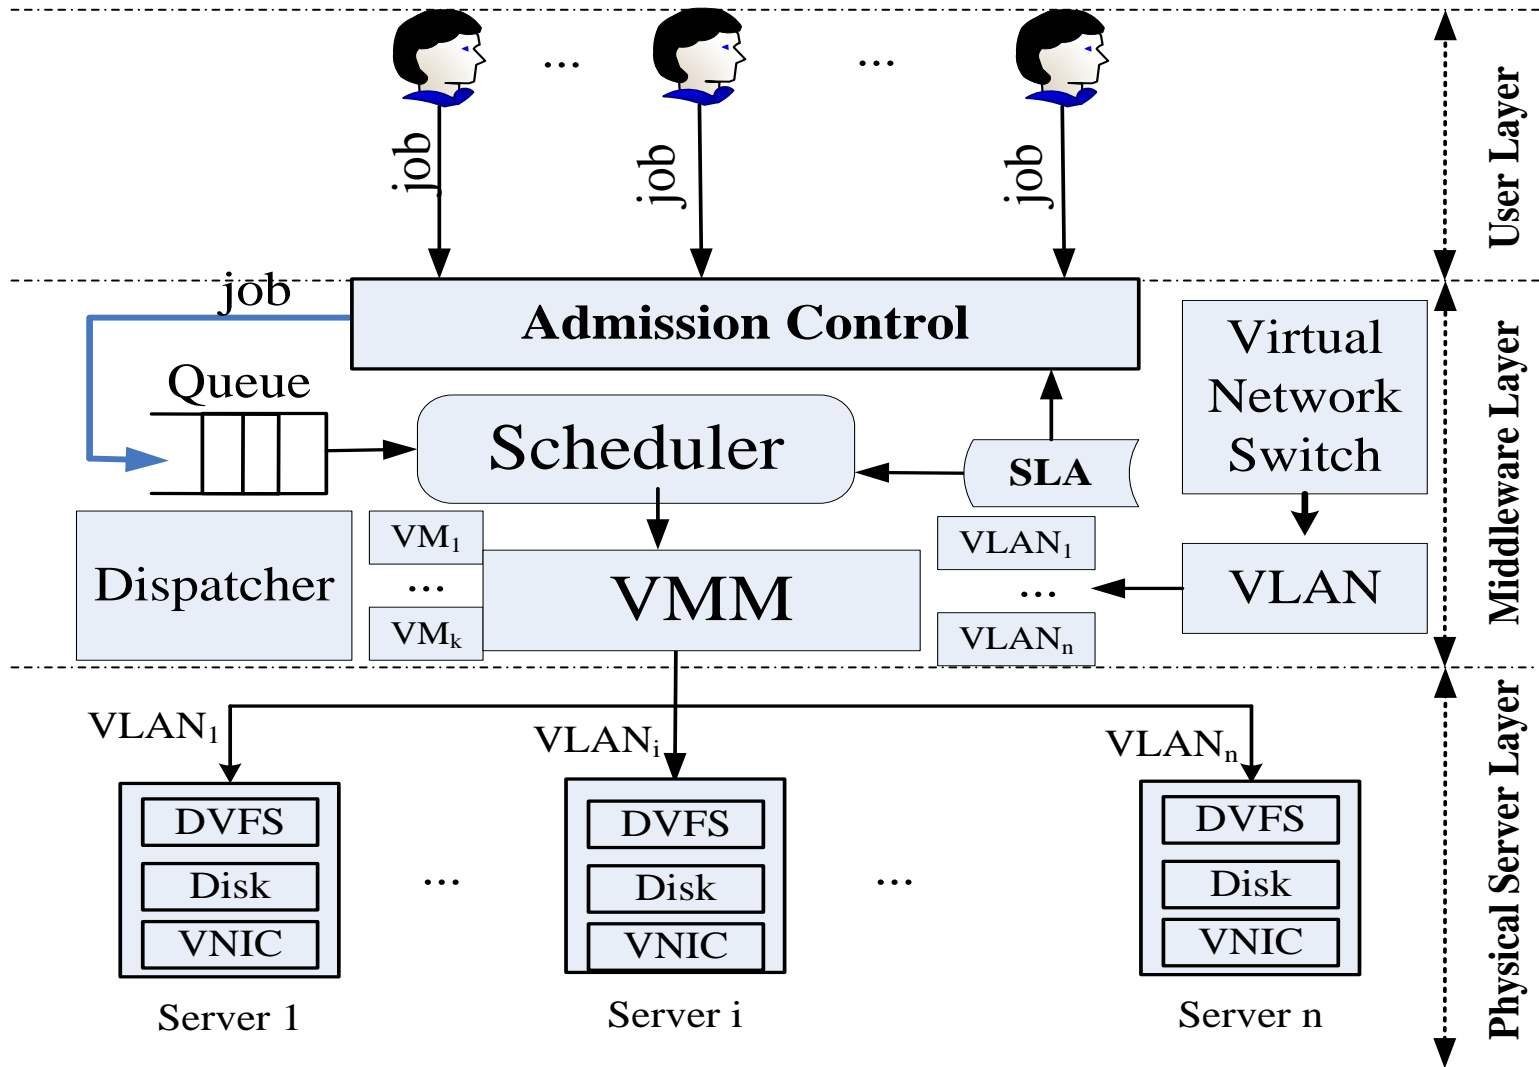 ...
...
job
job
job
User Layer
job
Admission Control
Virtual
Network
Switch
Queue
Scheduler
SLA
Middleware Layer
Dispatcher
VM₁
...
VMₖ
VMM
VLAN₁
...
VLANₙ
VLAN
VLAN₁
VLANᵢ
VLANₙ
DVFS
Disk
VNIC
...
DVFS
Disk
VNIC
...
DVFS
Disk
VNIC
Server 1
Server i
Server n
Physical Server Layer